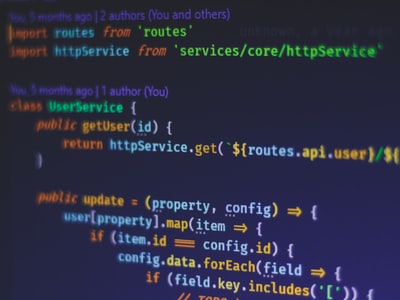 You, 5 months ago | 2 authors (You and others)
import routes from 'routes' unknown, a year ago
import httpService from 'services/core/httpService'
You, 5 months ago | 1 author (You)
class UserService {
public getUser(id) {
return httpService.get(`${routes.api.user}/${
}
public update = (property, config) => {
user[property].map(item => {
if (item.id === config.id) {
config.data.forEach(field => {
if (field.key.includes('[')) {